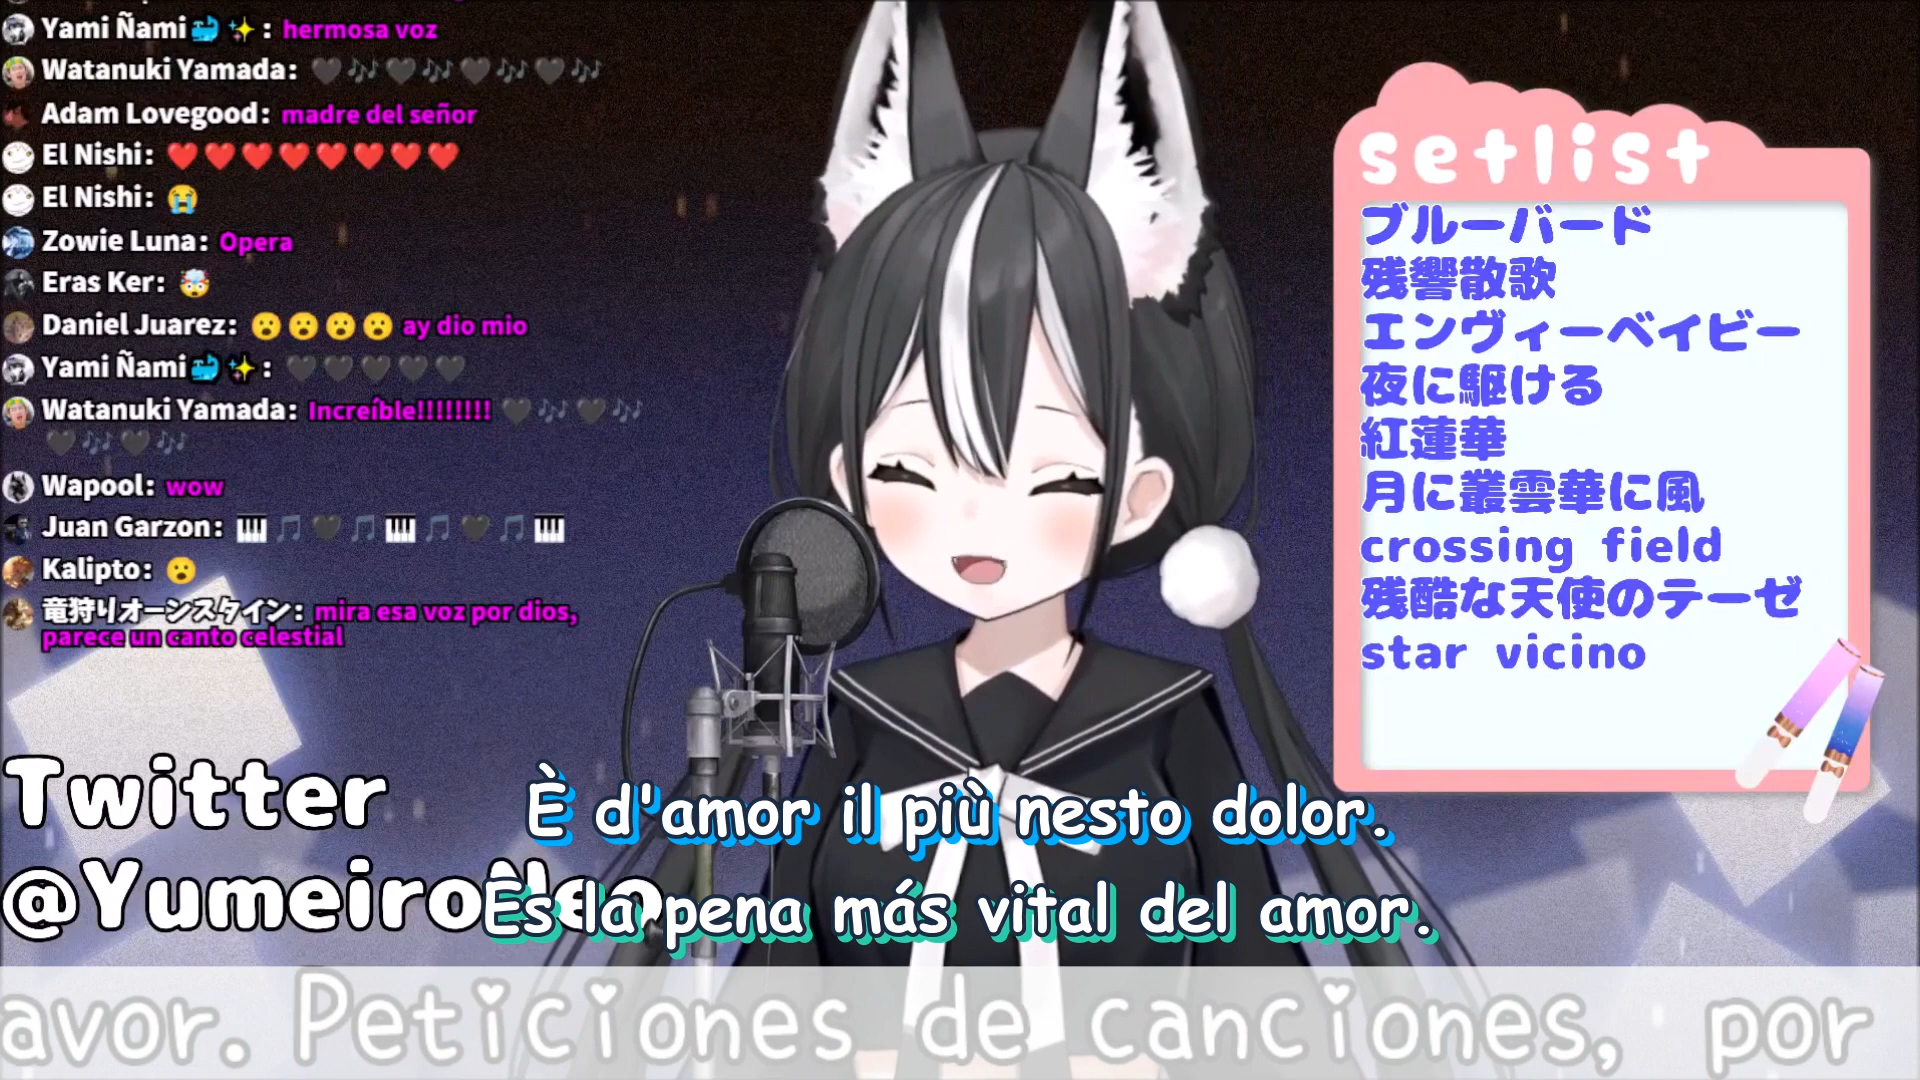 Yami Ñami🐳✨: hermosa voz
Watanuki Yamada: 🖤🎶🖤🎶🖤🎶🖤🎶
Adam Lovegood: madre del señor
El Nishi: ❤❤❤❤❤❤❤❤
El Nishi: 😭
Zowie Luna: Opera
Eras Ker: 🤯
Daniel Juarez: 😮😮😮😮 ay dio mio
Yami Ñami🐳✨: 🖤🖤🖤🖤🖤
Watanuki Yamada: Increíble!!!!!!!! 🖤🎶🖤🎶
🖤🎶🖤🎶
Wapool: wow
Juan Garzon: 🎹🎵🖤🎵🎹🎵🖤🎵🎹
Kalipto: 😮
竜狩りオーンスタイン: mira esa voz por dios,
parece un canto celestial
setlist
ブルーバード
残響散歌
エンヴィーベイビー
夜に駆ける
紅蓮華
月に叢雲華に風
crossing field
残酷な天使のテーゼ
star vicino
Twitter
@YumeiroNeo
È d'amor il più nesto dolor.
Es la pena más vital del amor.
avor. Peticiones de canciones, por